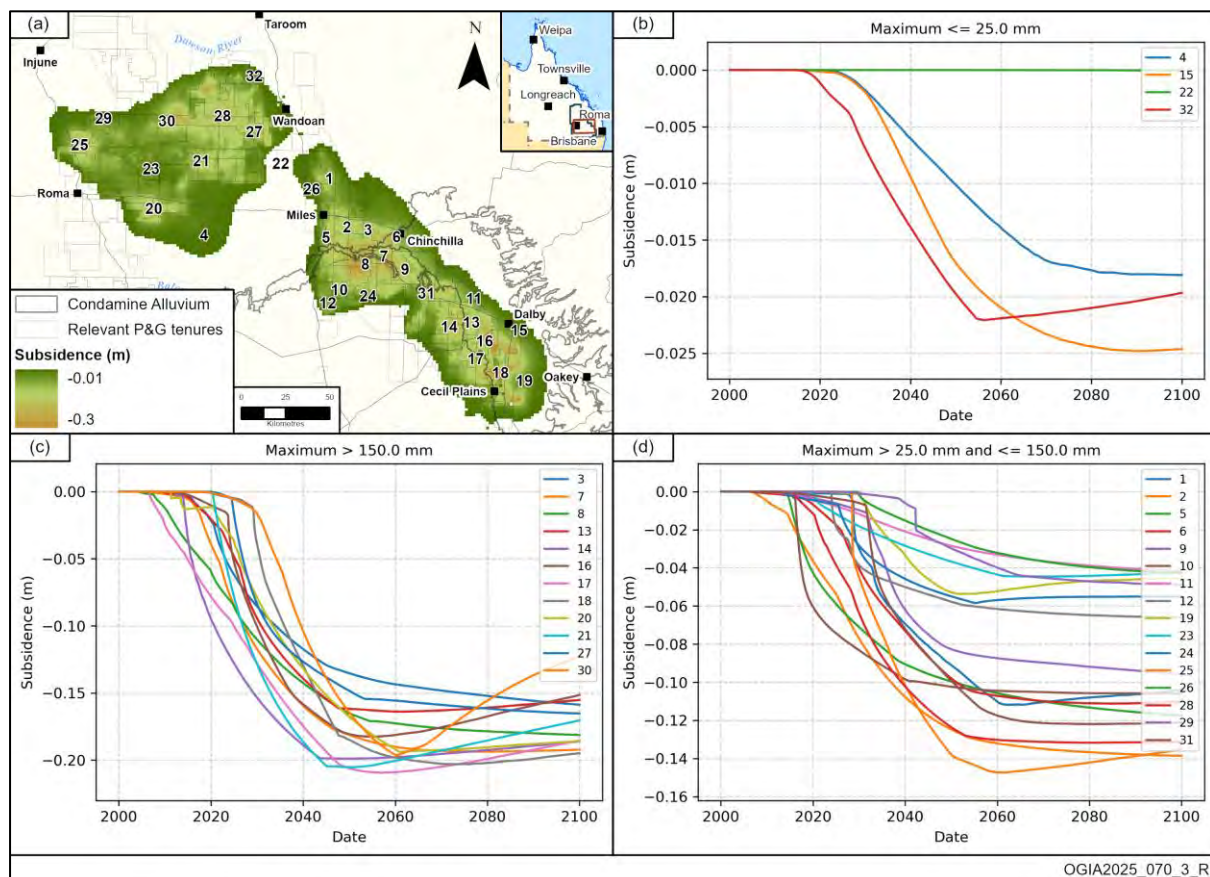 (a)
Taroom
Dawson River
Injune
N
32
29
30
28
Wandoan
27
25
22
23
21
1
Roma
26
20
Miles
4
5
2
3
6
Chinchilla
7
8
9
10
24
31
12
11
Dalby
14
13
15
16
17
18
19
Oakey
Cecil Plains
Weipa
Townsville
Longreach
Roma
Brisbane
Condamine Alluvium
Relevant P&G tenures
Subsidence (m)
-0.01
-0.3
0 25 50
Kilometres
(b)
Maximum <= 25.0 mm
4
15
22
32
0.000
-0.005
-0.010
-0.015
-0.020
-0.025
Subsidence (m)
2000 2020 2040 2060 2080 2100
Date
(c)
Maximum > 150.0 mm
3
7
8
13
14
16
17
18
20
21
27
30
0.00
-0.05
-0.10
-0.15
-0.20
Subsidence (m)
2000 2020 2040 2060 2080 2100
Date
(d)
Maximum > 25.0 mm and <= 150.0 mm
1
2
5
6
9
10
11
12
19
23
24
25
26
28
29
31
0.00
-0.02
-0.04
-0.06
-0.08
-0.10
-0.12
-0.14
-0.16
Subsidence (m)
2000 2020 2040 2060 2080 2100
Date
OGIA2025_070_3_R